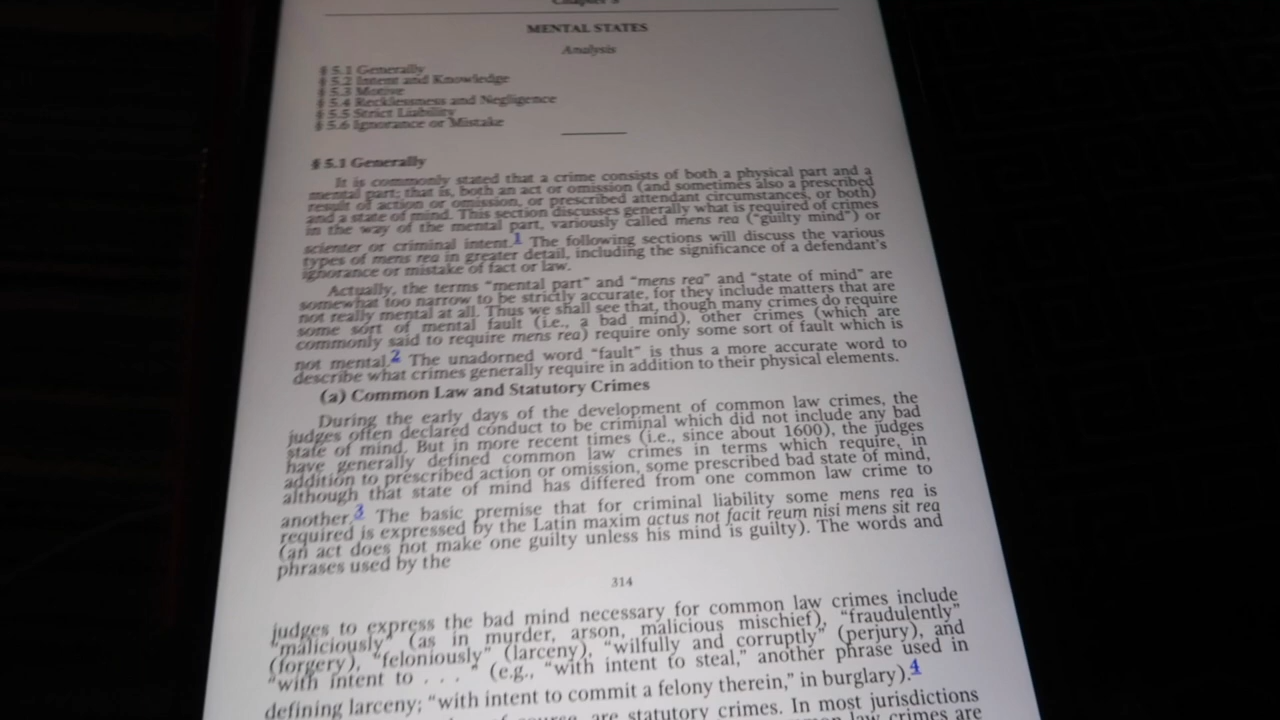 Chapter 5
MENTAL STATES
Analysis
§ 5.1 Generally
§ 5.2 Intent and Knowledge
§ 5.3 Motive
§ 5.4 Recklessness and Negligence
§ 5.5 Strict Liability
§ 5.6 Ignorance or Mistake
§ 5.1 Generally
It is commonly stated that a crime consists of both a physical part and a
mental part; that is, both an act or omission (and sometimes also a prescribed
result of action or omission, or prescribed attendant circumstances, or both)
and a state of mind. This section discusses generally what is required of crimes
in the way of the mental part, variously called mens rea (“guilty mind”) or
scienter or criminal intent.1 The following sections will discuss the various
types of mens rea in greater detail, including the significance of a defendant’s
ignorance or mistake of fact or law.
Actually, the terms “mental part” and “mens rea” and “state of mind” are
somewhat too narrow to be strictly accurate, for they include matters that are
not really mental at all. Thus we shall see that, though many crimes do require
some sort of mental fault (i.e., a bad mind), other crimes (which are
commonly said to require mens rea) require only some sort of fault which is
not mental.2 The unadorned word “fault” is thus a more accurate word to
describe what crimes generally require in addition to their physical elements.
(a) Common Law and Statutory Crimes
During the early days of the development of common law crimes, the
judges often declared conduct to be criminal which did not include any bad
state of mind. But in more recent times (i.e., since about 1600), the judges
have generally defined common law crimes in terms which require, in
addition to prescribed action or omission, some prescribed bad state of mind,
although that state of mind has differed from one common law crime to
another.3 The basic premise that for criminal liability some mens rea is
required is expressed by the Latin maxim actus not facit reum nisi mens sit rea
(an act does not make one guilty unless his mind is guilty). The words and
phrases used by the
314
judges to express the bad mind necessary for common law crimes include
“maliciously” (as in murder, arson, malicious mischief), “fraudulently”
(forgery), “feloniously” (larceny), “wilfully and corruptly” (perjury), and
“with intent to . . . ” (e.g., “with intent to steal,” another phrase used in
defining larceny; “with intent to commit a felony therein,” in burglary).4
are statutory crimes. In most jurisdictions
law crimes are